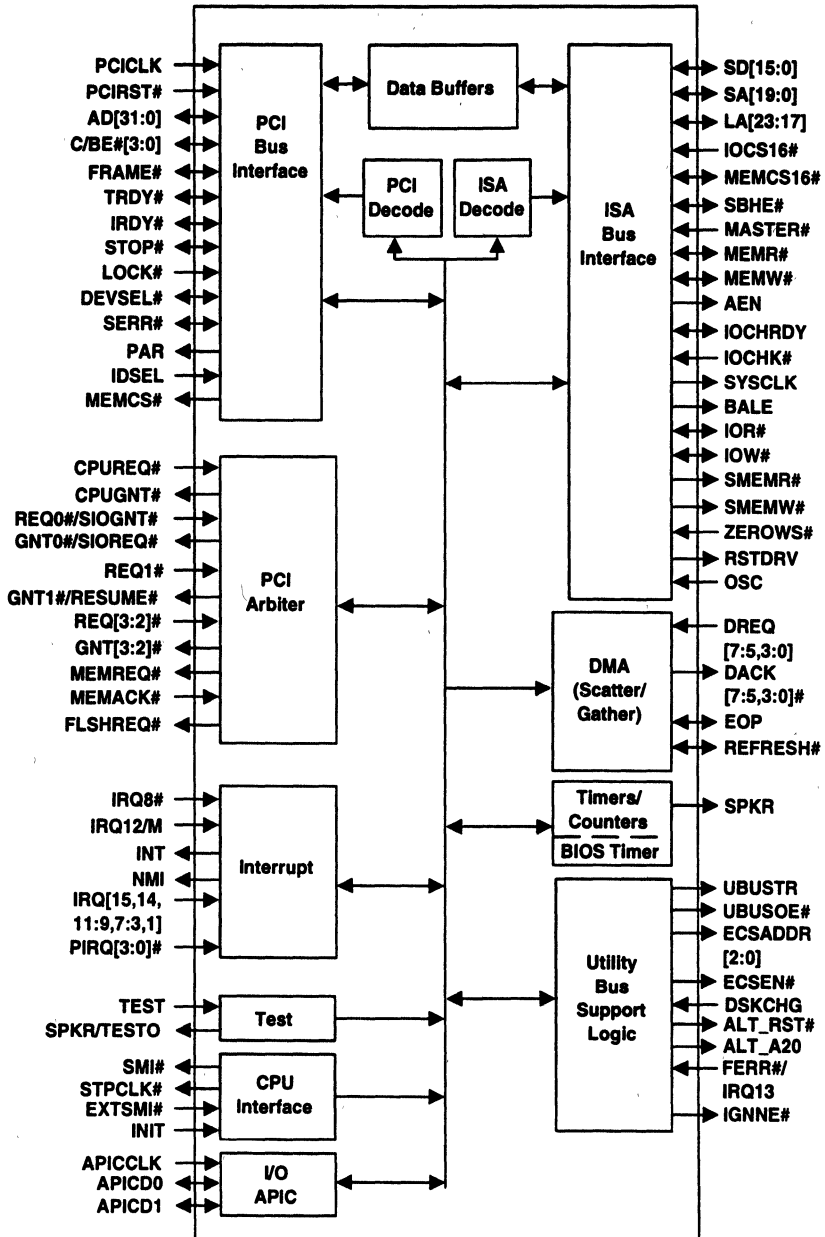 PCICLK
PCIRST#
AD[31:0]
C/BE#[3:0]
FRAME#
TRDY#
IRDY#
STOP#
LOCK#
DEVSEL#
SERR#
PAR
IDSEL
MEMCS#
PCI
Bus
Interface
Data Buffers
PCI
Decode
ISA
Decode
ISA
Bus
Interface
SD[15:0]
SA[19:0]
LA[23:17]
IOCS16#
MEMCS16#
SBHE#
MASTER#
MEMR#
MEMW#
AEN
IOCHRDY
IOCHK#
SYSCLK
BALE
IOR#
IOW#
SMEMR#
SMEMW#
ZEROWS#
RSTDRV
OSC
CPUREQ#
CPUGNT#
REQ0#/SIOGNT#
GNT0#/SIOREQ#
REQ1#
GNT1#/RESUME#
REQ[3:2]#
GNT[3:2]#
MEMREQ#
MEMACK#
FLSHREQ#
PCI
Arbiter
DMA
(Scatter/
Gather)
DREQ
[7:5,3:0]
DACK
[7:5,3:0]#
EOP
REFRESH#
IRQ8#
IRQ12/M
INT
NMI
IRQ[15,14,
11:9,7:3,1]
PIRQ[3:0]#
Interrupt
Timers/
Counters
BIOS Timer
SPKR
Utility
Bus
Support
Logic
UBUSTR
UBUSOE#
ECSADDR
[2:0]
ECSEN#
DSKCHG
ALT_RST#
ALT_A20
FERR#/
IRQ13
IGNNE#
TEST
SPKR/TESTO
Test
SMI#
STPCLK#
EXTSMI#
INIT
CPU
Interface
APICCLK
APICD0
APICD1
I/O
APIC